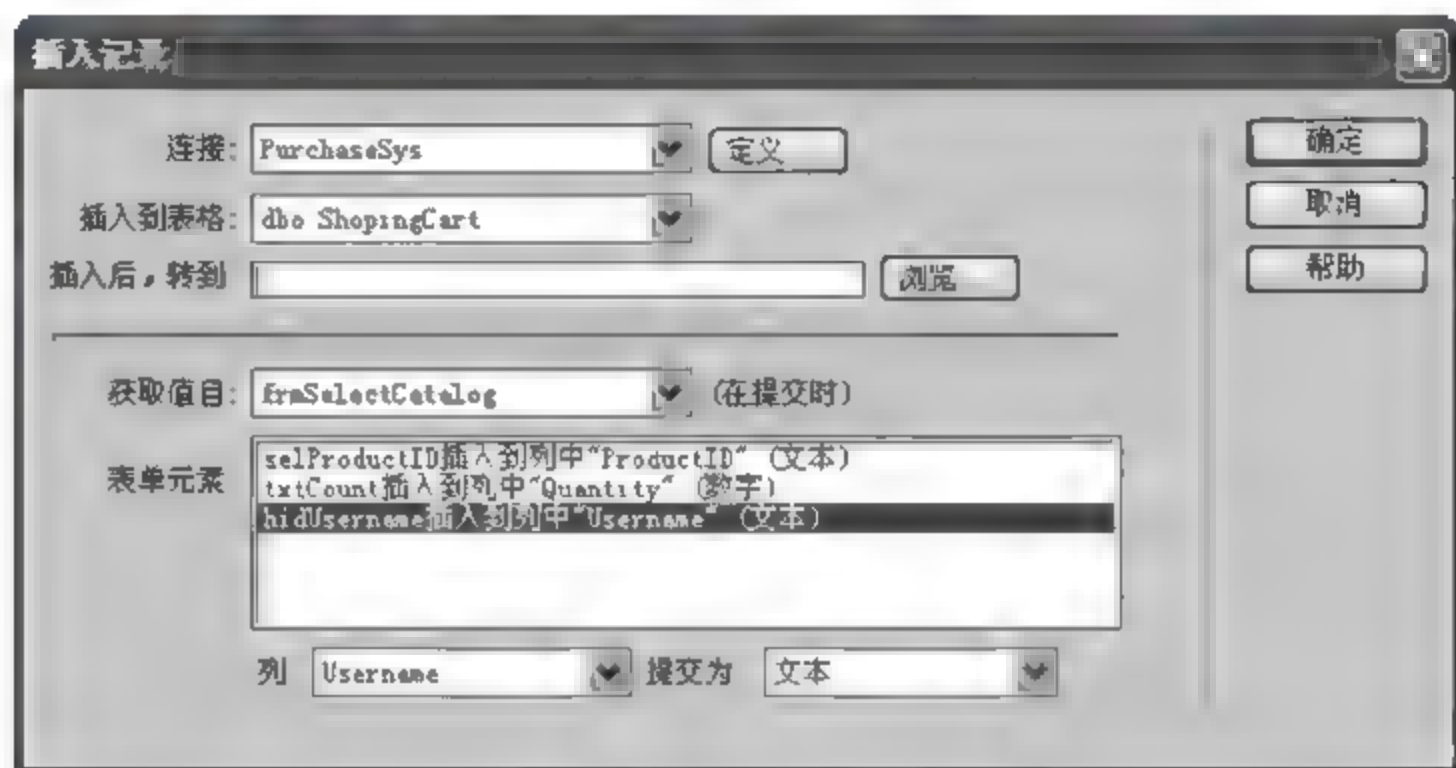 插入记录
连接: PurchaseSys 定义
确定
插入到表格: dbo ShopingCart
取消
插入后，转到 浏览
帮助
获取值自: frmSelectCatalog (在提交时)
表单元素
selProductID插入到列中"ProductID" (文本)
txtCount插入到列中"Quantity" (数字)
hidUsername插入到列中"Username" (文本)
列 Username 提交为 文本